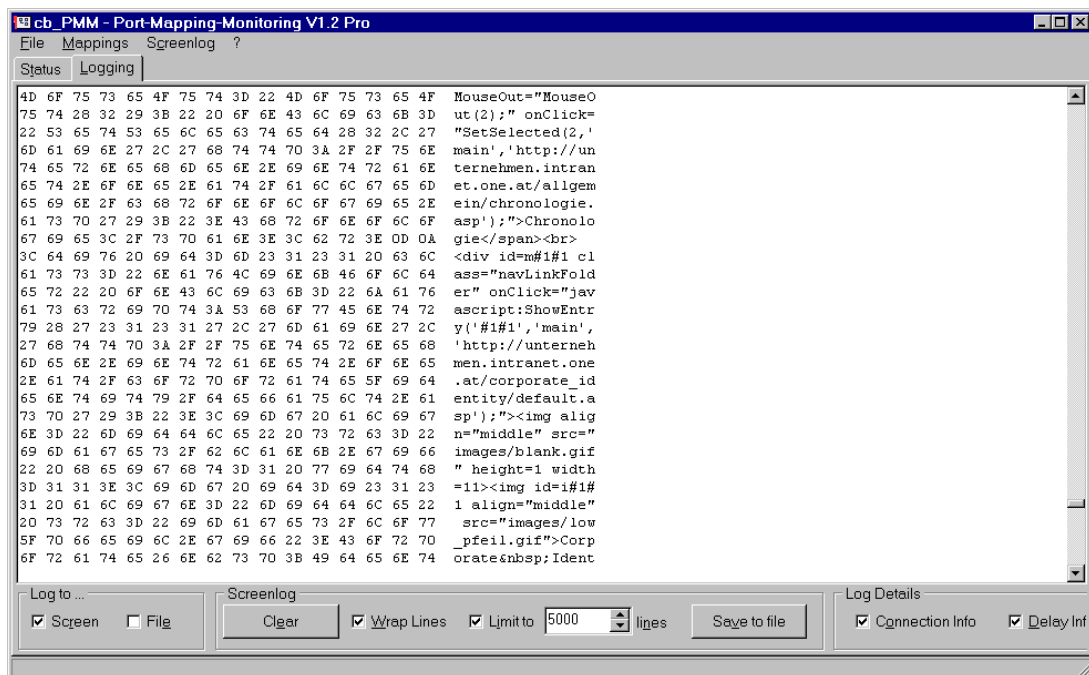 cb_PMM - Port-Mapping-Monitoring V1.2 Pro
File Mappings Screenlog ?
Status Logging
4D 6F 75 73 65 4F 75 74 3D 22 4D 6F 75 73 65 4F MouseOut="MouseO
75 74 28 32 29 3B 22 20 6F 6E 43 6C 69 63 6B 3D ut(2);" onClick=
22 53 65 74 53 65 6C 65 63 74 65 64 28 32 2C 27 "SetSelected(2,'
6D 61 69 6E 27 2C 27 68 74 74 70 3A 2F 2F 75 6E main','http://un
74 65 72 6E 65 68 6D 65 6E 2E 69 6E 74 72 61 6E ternehmen.intran
65 74 2E 6F 6E 65 2E 61 74 2F 61 6C 6C 67 65 6D et.one.at/allgem
65 69 6E 2F 63 68 72 6F 6E 6F 6C 6F 67 69 65 2E ein/chronologie.
61 73 70 27 29 3B 22 3E 43 68 72 6F 6E 6F 6C 6F asp');">Chronolo
67 69 65 3C 2F 73 70 61 6E 3E 3C 62 72 3E 0D 0A gie</span><br>
3C 64 69 76 20 69 64 3D 6D 23 31 23 31 20 63 6C <div id=m#1#1 cl
61 73 73 3D 22 6E 61 76 4C 69 6E 6B 46 6F 6C 64 ass="navLinkFold
65 72 22 20 6F 6E 43 6C 69 63 6B 3D 22 6A 61 76 er" onClick="jav
61 73 63 72 69 70 74 3A 53 68 6F 77 45 6E 74 72 ascript:ShowEntr
79 28 27 23 31 23 31 27 2C 27 6D 61 69 6E 27 2C y('#1#1','main',
27 68 74 74 70 3A 2F 2F 75 6E 74 65 72 6E 65 68 'http://unterneh
6D 65 6E 2E 69 6E 74 72 61 6E 65 74 2E 6F 6E 65 men.intranet.one
2E 61 74 2F 63 6F 72 70 6F 72 61 74 65 5F 69 64 .at/corporate_id
65 6E 74 69 74 79 2F 64 65 66 61 75 6C 74 2E 61 entity/default.a
73 70 27 29 3B 22 3E 3C 69 6D 67 20 61 6C 69 67 sp');"><img alig
6E 3D 22 6D 69 64 64 6C 65 22 20 73 72 63 3D 22 n="middle" src="
69 6D 61 67 65 73 2F 62 6C 61 6E 6B 2E 67 69 66 images/blank.gif
22 20 68 65 69 67 68 74 3D 31 20 77 69 64 74 68 " height=1 width
3D 31 31 3E 3C 69 6D 67 20 69 64 3D 69 23 31 23 =11><img id=i#1#
31 20 61 6C 69 67 6E 3D 22 6D 69 64 64 6C 65 22 1 align="middle"
20 73 72 63 3D 22 69 6D 61 67 65 73 2F 6C 6F 77 src="images/low
5F 70 66 65 69 6C 2E 67 69 66 22 3E 43 6F 72 70 _pfeil.gif">Corp
6F 72 61 74 65 26 6E 62 73 70 3B 49 64 65 6E 74 orate&nbsp;Ident
Log to ... Screenlog Log Details
Screen File Clear Wrap Lines Limit to 5000 lines Save to file Connection Info Delay Inf